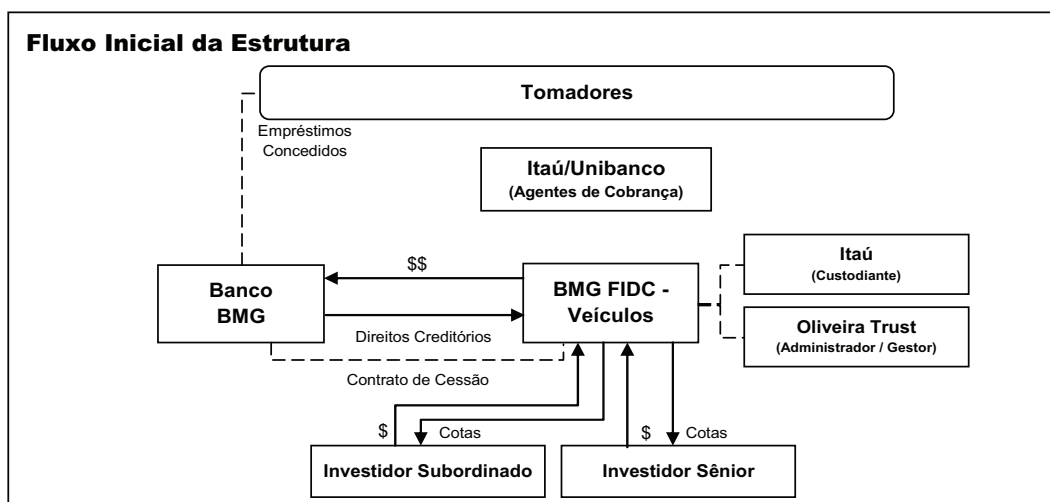 Fluxo Inicial da Estrutura
Tomadores
Empréstimos
Concedidos
Itaú/Unibanco
(Agentes de Cobrança)
$$
Banco
BMG
BMG FIDC -
Veículos
Itaú
(Custodiante)
Direitos Creditórios
Oliveira Trust
(Administrador / Gestor)
Contrato de Cessão
$
Cotas
$
Cotas
Investidor Subordinado
Investidor Sênior